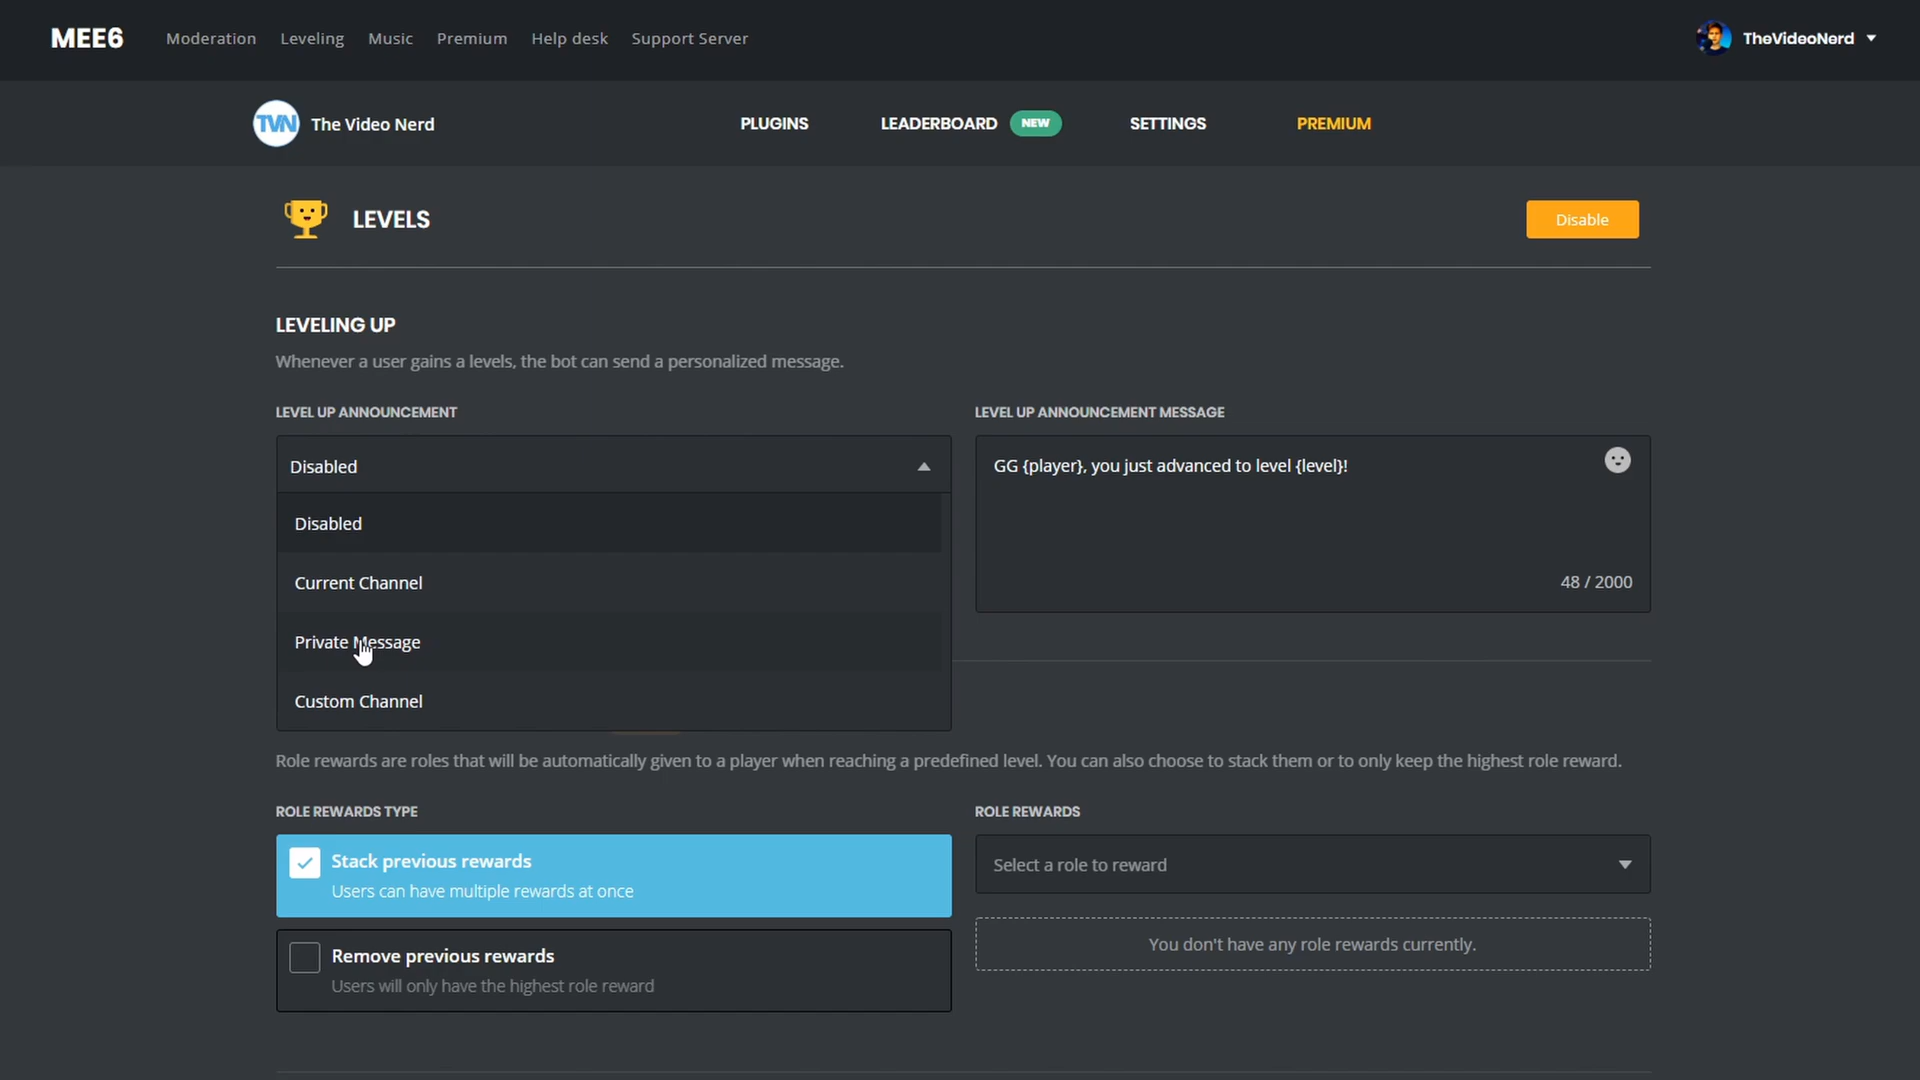 MEE6 Moderation Leveling Music Premium Help desk Support Server TheVideoNerd
TVN The Video Nerd PLUGINS LEADERBOARD NEW SETTINGS PREMIUM
LEVELS Disable
LEVELING UP
Whenever a user gains a levels, the bot can send a personalized message.
LEVEL UP ANNOUNCEMENT
Disabled
Disabled
Current Channel
Private Message
Custom Channel
LEVEL UP ANNOUNCEMENT MESSAGE
GG {player}, you just advanced to level {level}!
48 / 2000
Role rewards are roles that will be automatically given to a player when reaching a predefined level. You can also choose to stack them or to only keep the highest role reward.
ROLE REWARDS TYPE
Stack previous rewards
Users can have multiple rewards at once
Remove previous rewards
Users will only have the highest role reward
ROLE REWARDS
Select a role to reward
You don't have any role rewards currently.